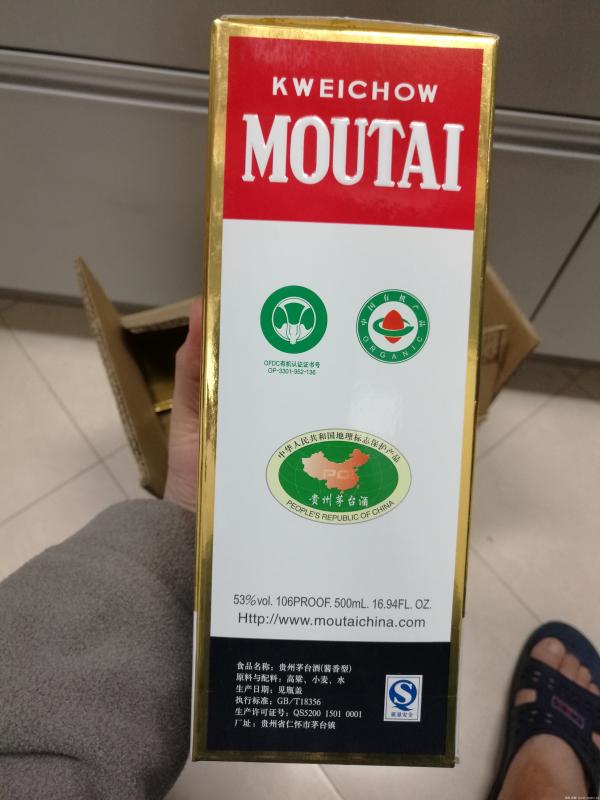 KWEICHOW
MOUTAI
中国有机产品
ORGANIC
OFDC有机认证证书号
OP-3301-952-136
中华人民共和国地理标志保护产品
PGI
贵州茅台酒
PEOPLE'S REPUBLIC OF CHINA
53%vol. 106PROOF. 500mL. 16.94FL. OZ.
Http://www.moutaichina.com
食品名称：贵州茅台酒(酱香型)
原料与配料：高粱、小麦、水
生产日期：见瓶盖
执行标准：GB/T18356
生产许可证号：QS5200 1501 0001
厂址：贵州省仁怀市茅台镇
质量安全